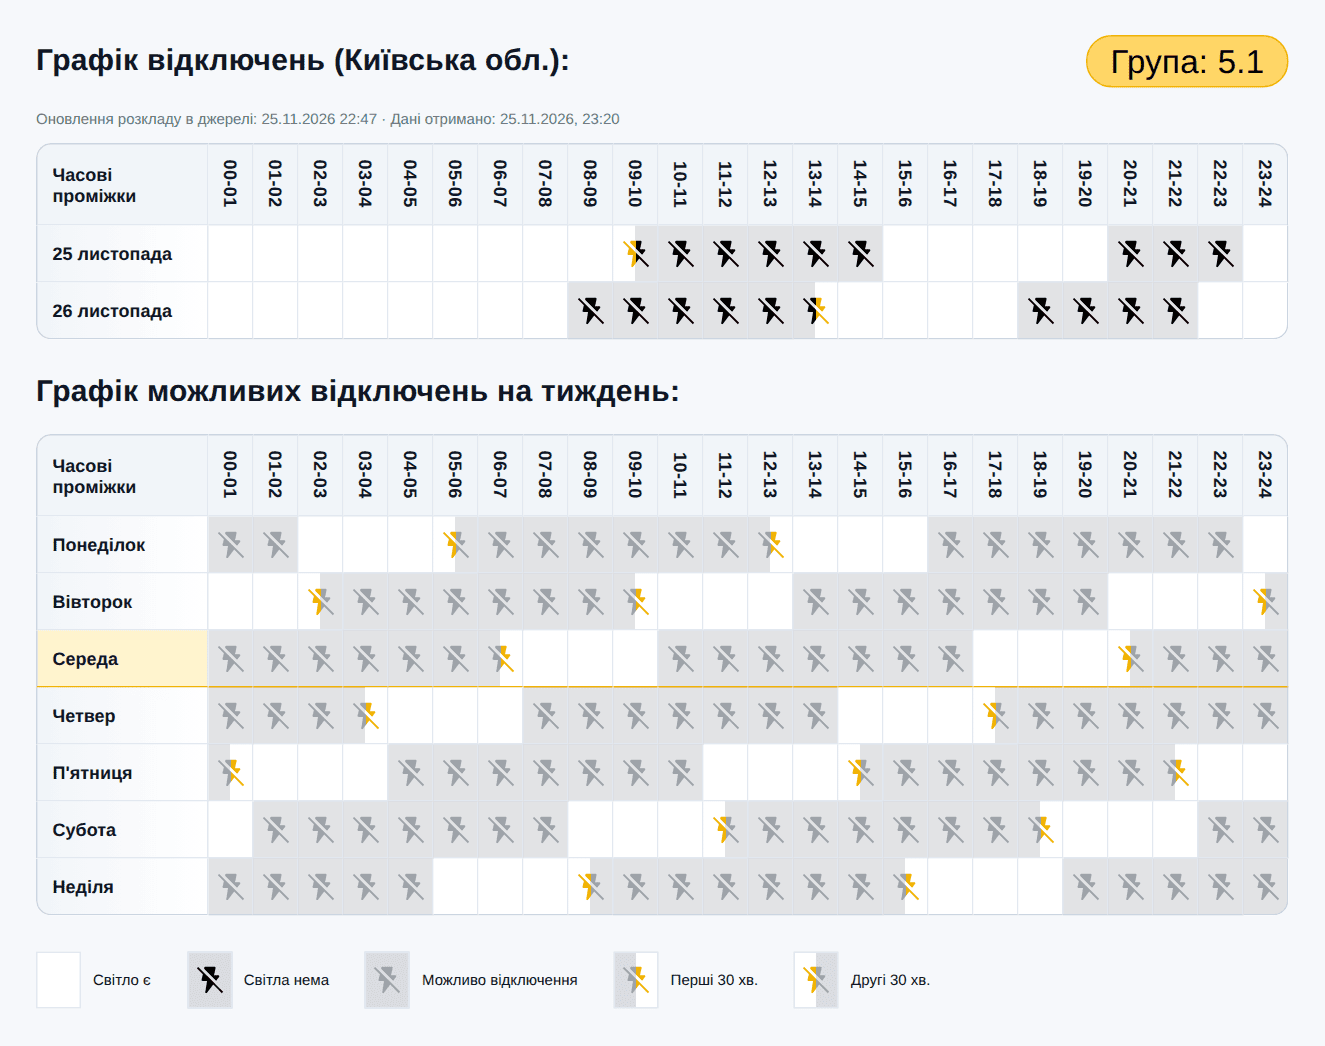 Графік відключень (Київська обл.):
Група: 5.1
Оновлення розкладу в джерелі: 25.11.2026 22:47 · Дані отримано: 25.11.2026, 23:20
Часові проміжки 00-01 01-02 02-03 03-04 04-05 05-06 06-07 07-08 08-09 09-10 10-11 11-12 12-13 13-14 14-15 15-16 16-17 17-18 18-19 19-20 20-21 21-22 22-23 23-24
25 листопада
26 листопада
Графік можливих відключень на тиждень:
Часові проміжки 00-01 01-02 02-03 03-04 04-05 05-06 06-07 07-08 08-09 09-10 10-11 11-12 12-13 13-14 14-15 15-16 16-17 17-18 18-19 19-20 20-21 21-22 22-23 23-24
Понеділок
Вівторок
Середа
Четвер
П'ятниця
Субота
Неділя
Світло є Світла нема Можливо відключення Перші 30 хв. Другі 30 хв.